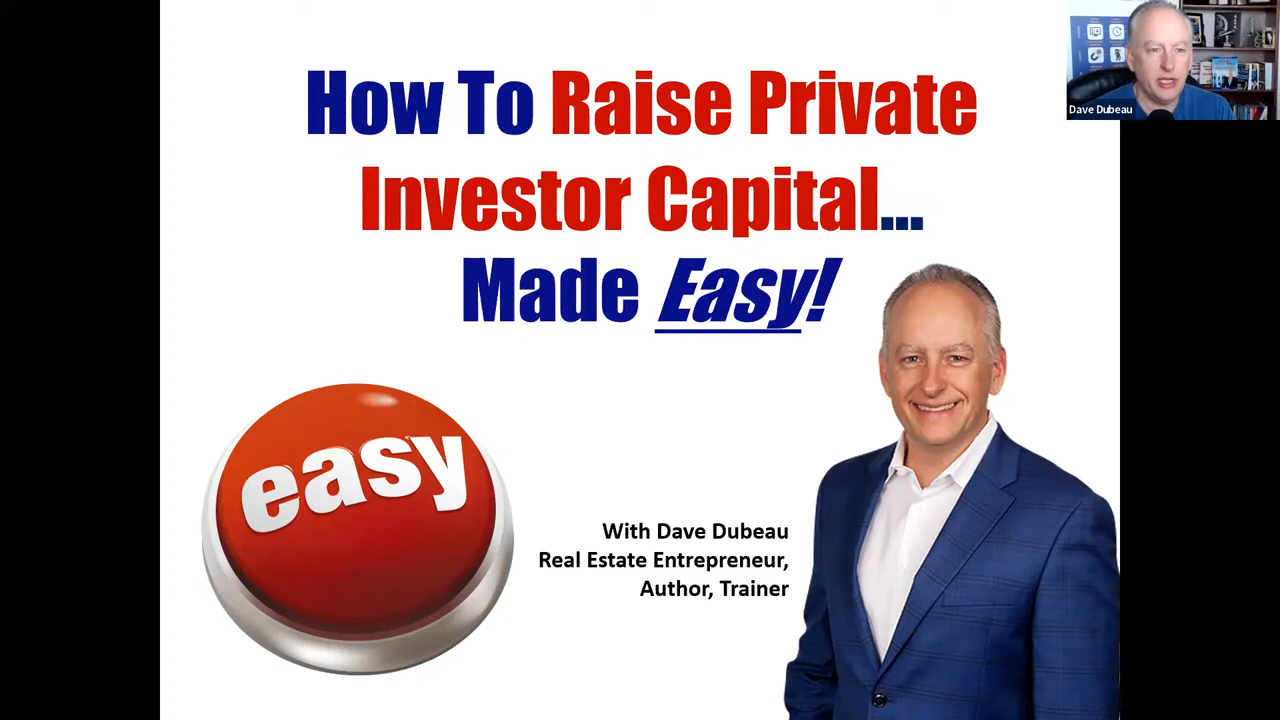 How To Raise Private
Investor Capital...
Made Easy!
easy
With Dave Dubeau
Real Estate Entrepreneur,
Author, Trainer
Dave Dubeau